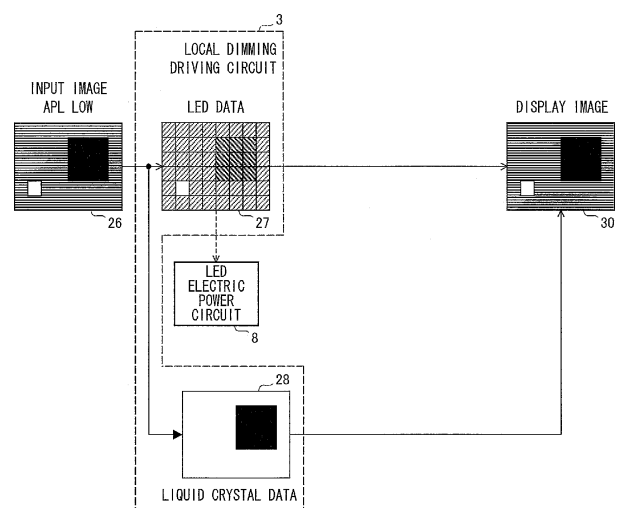 3
LOCAL DIMMING
DRIVING CIRCUIT
INPUT IMAGE
APL LOW
LED DATA
DISPLAY IMAGE
26
27
30
LED
ELECTRIC
POWER
CIRCUIT
8
28
LIQUID CRYSTAL DATA